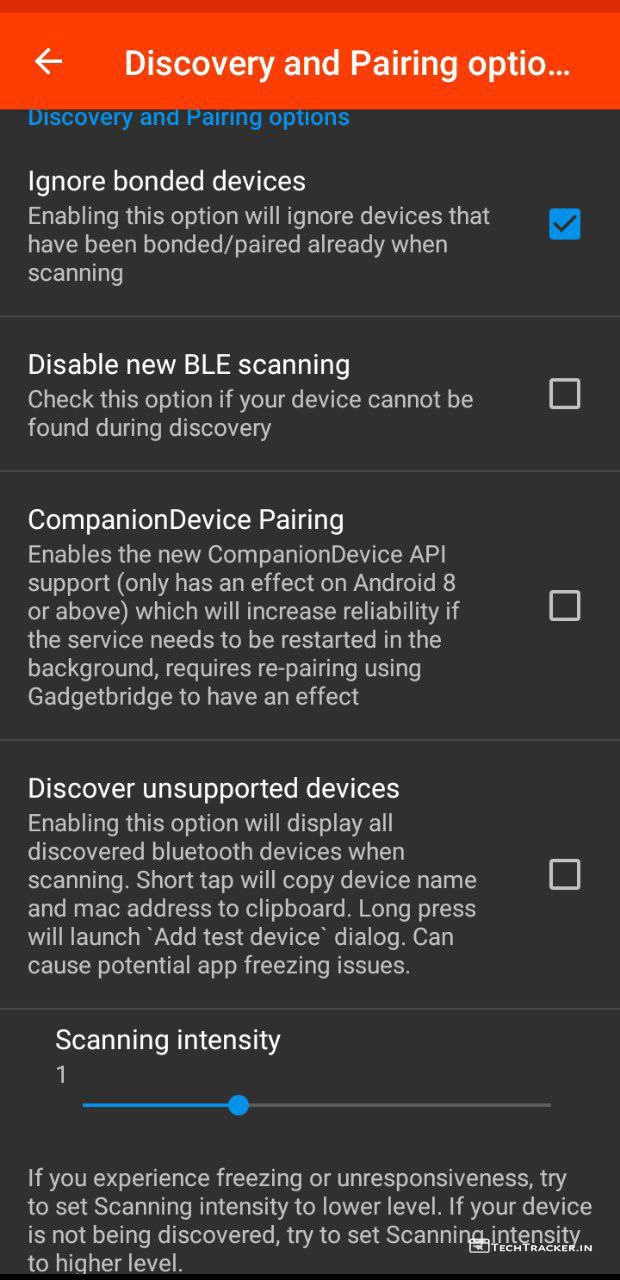 Discovery and Pairing optio...
Discovery and Pairing options
Ignore bonded devices
Enabling this option will ignore devices that
have been bonded/paired already when
scanning
Disable new BLE scanning
Check this option if your device cannot be
found during discovery
CompanionDevice Pairing
Enables the new CompanionDevice API
support (only has an effect on Android 8
or above) which will increase reliability if
the service needs to be restarted in the
background, requires re-pairing using
Gadgetbridge to have an effect
Discover unsupported devices
Enabling this option will display all
discovered bluetooth devices when
scanning. Short tap will copy device name
and mac address to clipboard. Long press
will launch `Add test device` dialog. Can
cause potential app freezing issues.
Scanning intensity
1
If you experience freezing or unresponsiveness, try
to set Scanning intensity to lower level. If your device
is not being discovered, try to set Scanning intensity
to higher level.
TECHTRACKER.IN